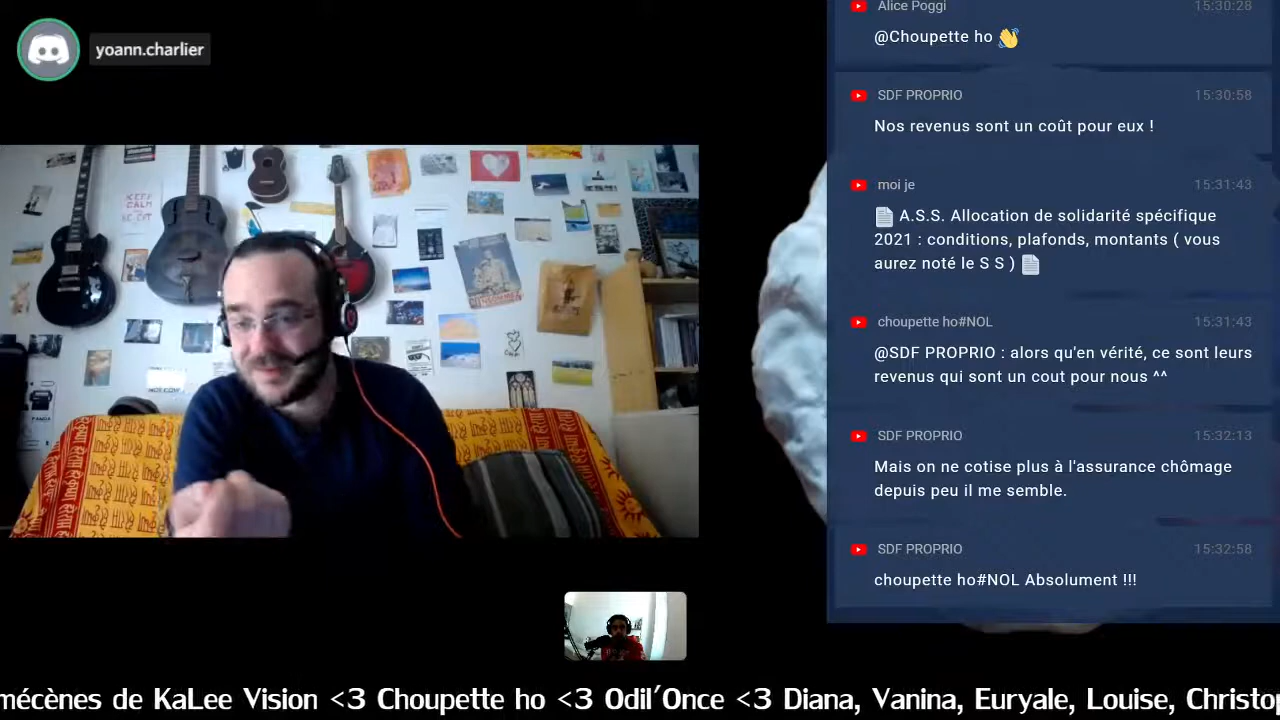 yoann.charlier
Alice Poggi 15:30:28
@Choupette ho 👋
SDF PROPRIO 15:30:58
Nos revenus sont un coût pour eux !
moi je 15:31:43
📄 A.S.S. Allocation de solidarité spécifique
2021 : conditions, plafonds, montants ( vous
aurez noté le S S ) 📄
choupette ho#NOL 15:31:43
@SDF PROPRIO : alors qu'en vérité, ce sont leurs
revenus qui sont un cout pour nous ^^
SDF PROPRIO 15:32:13
Mais on ne cotise plus à l'assurance chômage
depuis peu il me semble.
SDF PROPRIO 15:32:58
choupette ho#NOL Absolument !!!
KEEP
CALM
mécènes de KaLee Vision <3 Choupette ho <3 Odil'Once <3 Diana, Vanina, Euryale, Louise, Christo